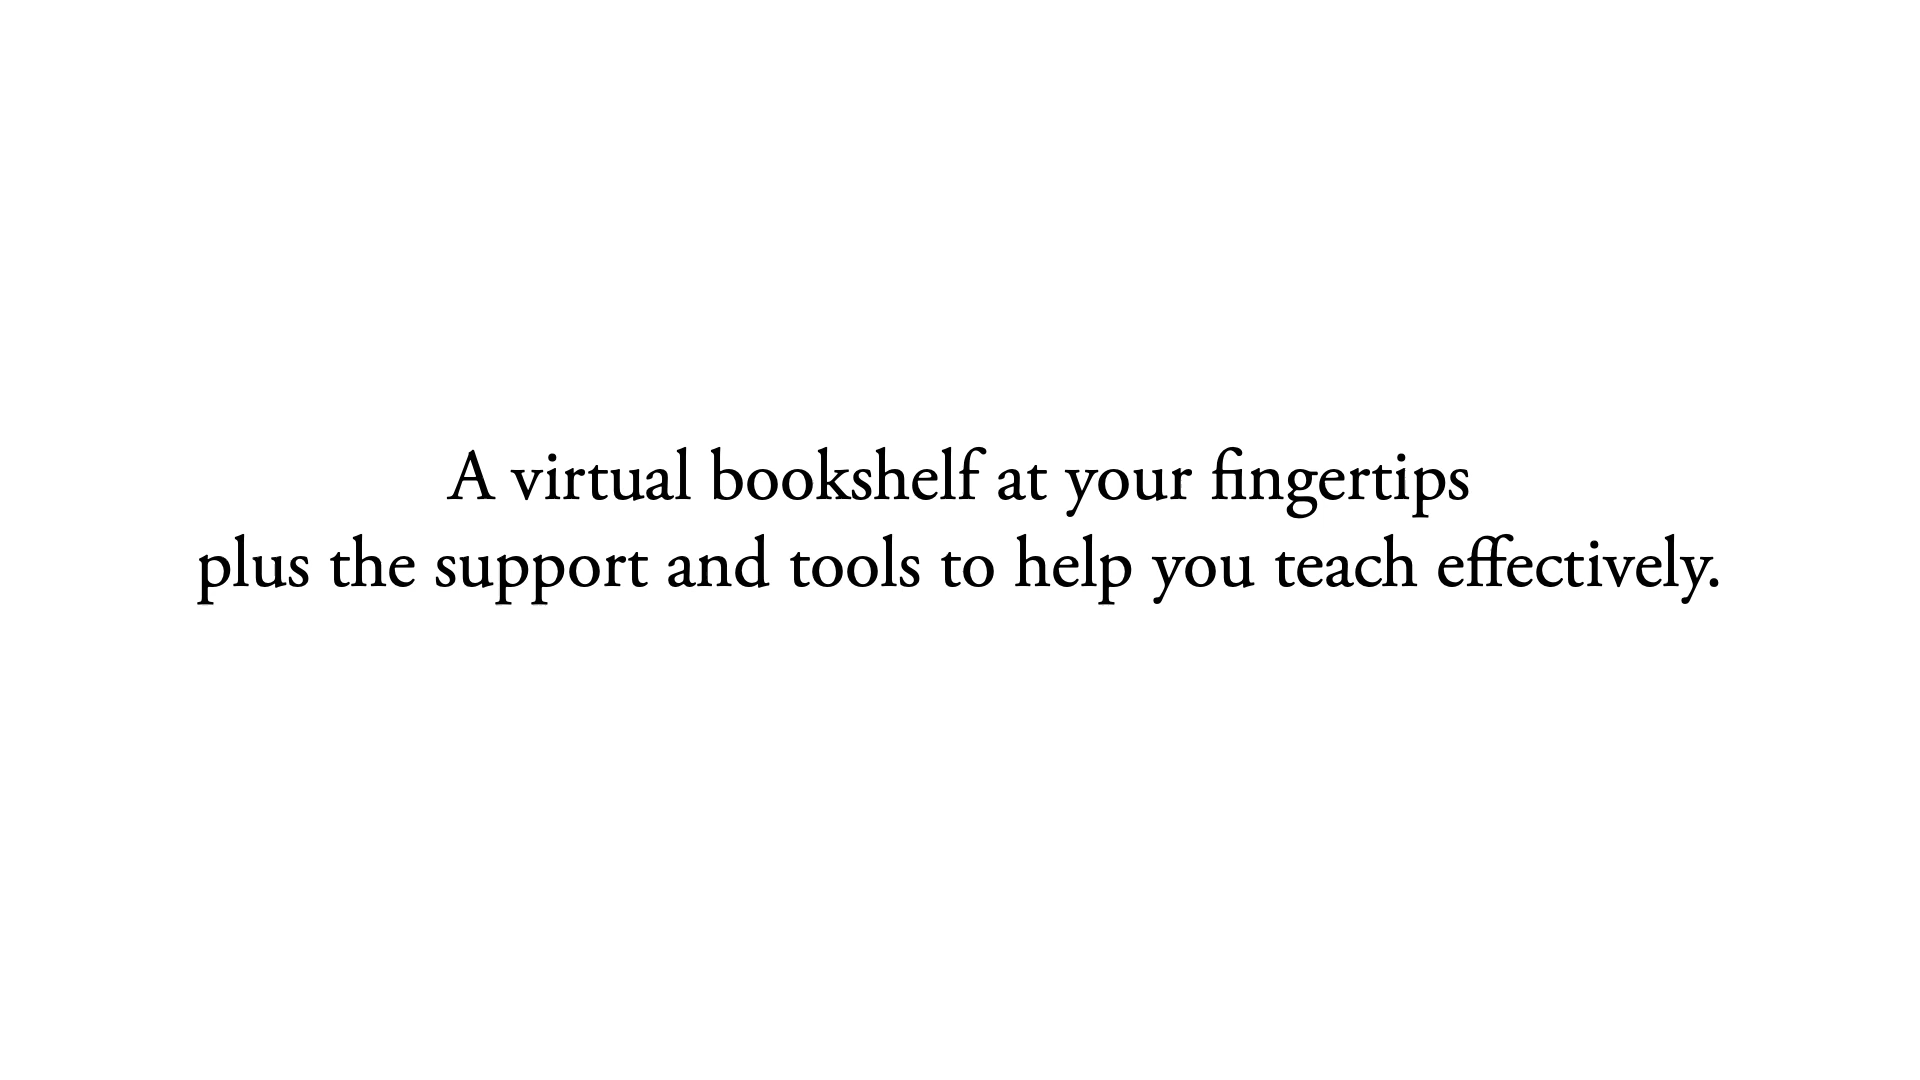 A virtual bookshelf at your fingertips
plus the support and tools to help you teach effectively.